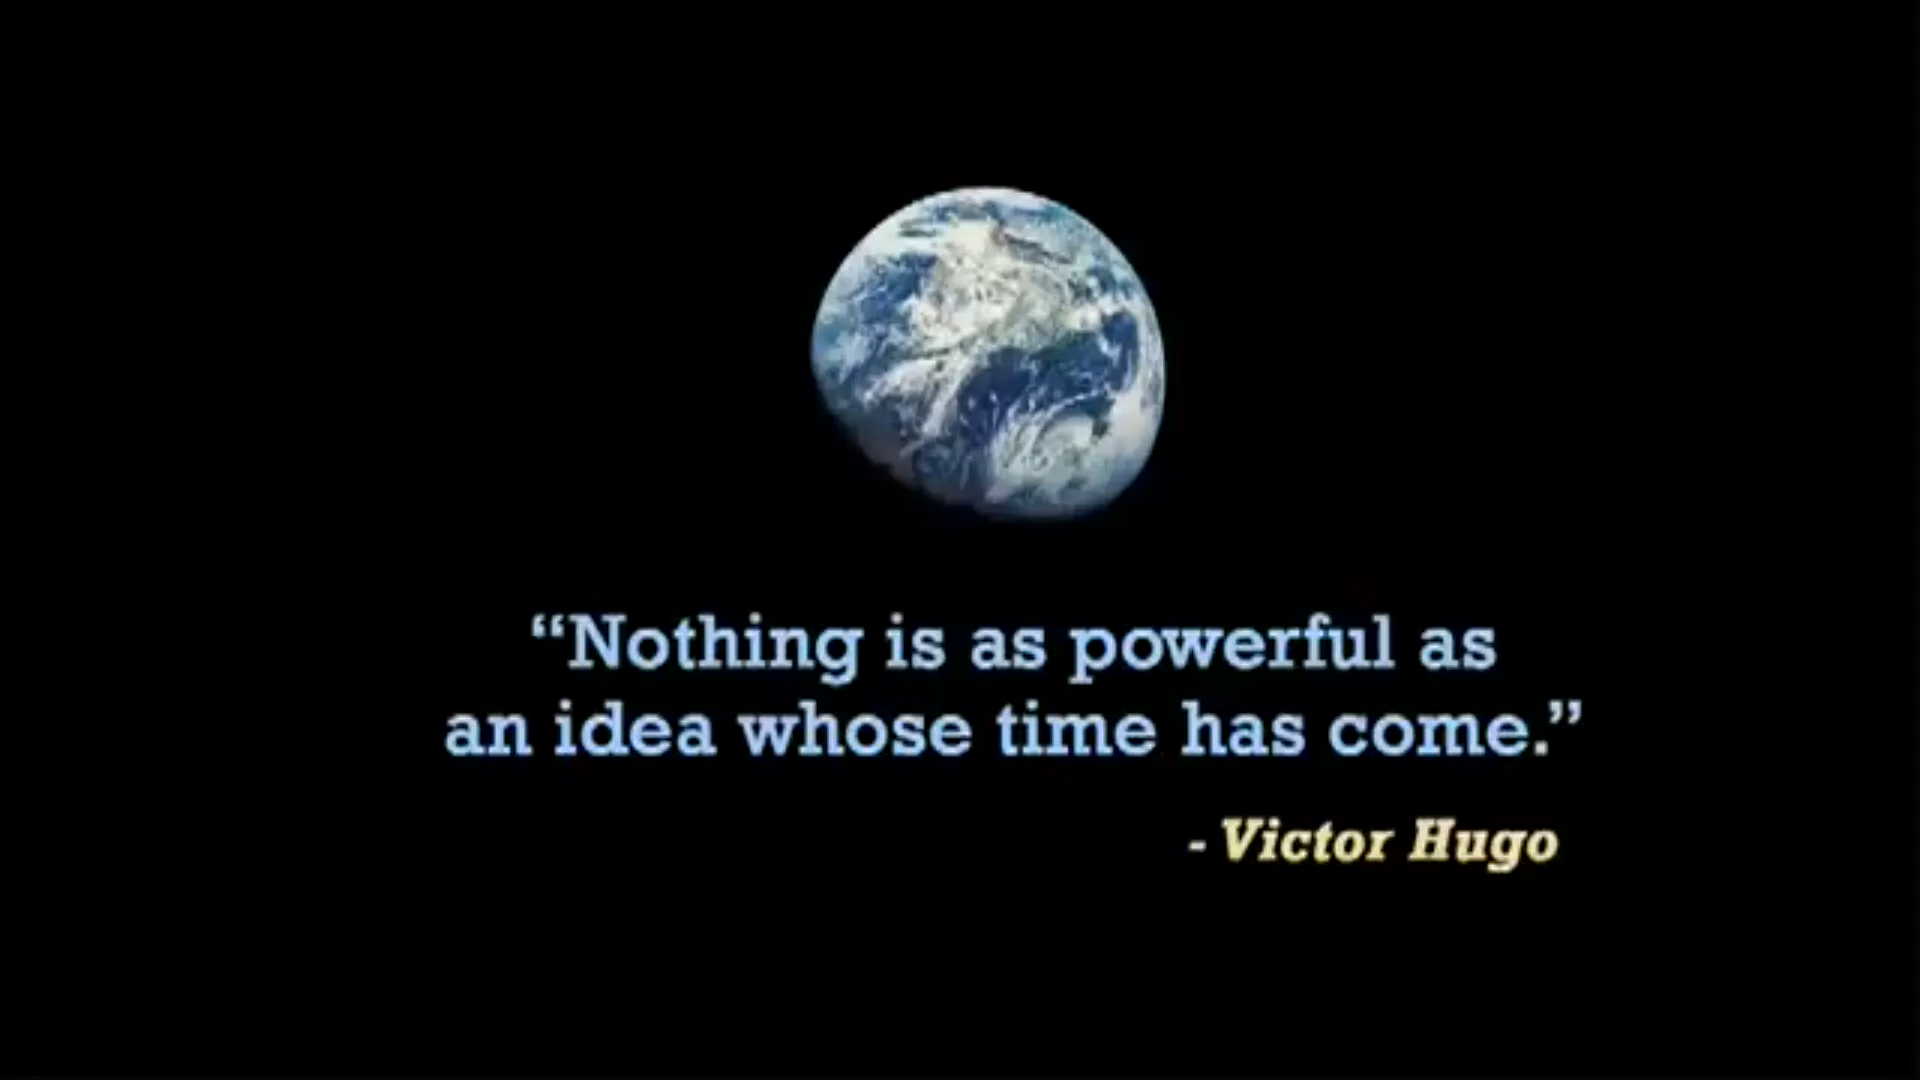 “Nothing is as powerful as
an idea whose time has come.”
- Victor Hugo